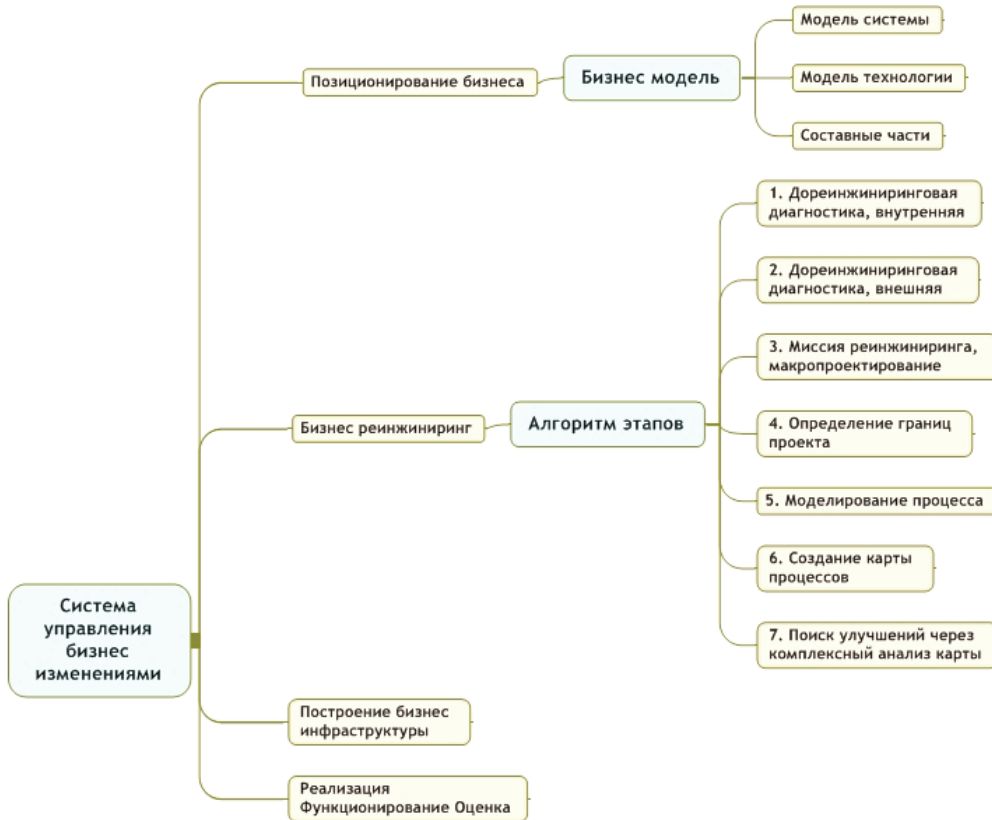 Модель системы
Позиционирование бизнеса
Бизнес модель
Модель технологии
Составные части
1. Дореинжиниринговая
диагностика, внутренняя
2. Дореинжиниринговая
диагностика, внешняя
3. Миссия реинжиниринга,
макропроектирование
Бизнес реинжиниринг
Алгоритм этапов
4. Определение границ
проекта
5. Моделирование процесса
6. Создание карты
процессов
7. Поиск улучшений через
комплексный анализ карты
Система
управления
бизнес
изменениями
Построение бизнес
инфраструктуры
Реализация
Функционирование Оценка